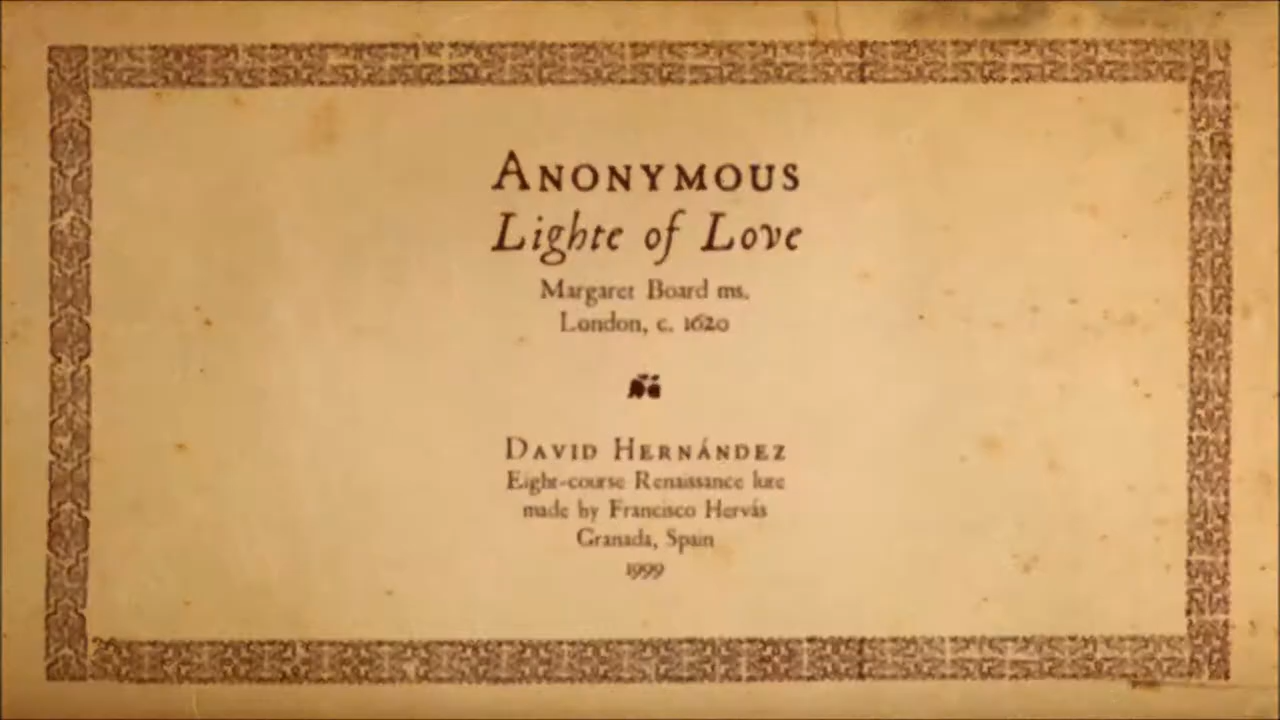 ANONYMOUS
Lighte of Love
Margaret Board ms.
London, c. 1620
DAVID HERNÁNDEZ
Eight-course Renaissance lute
made by Francisco Hervás
Granada, Spain
1999